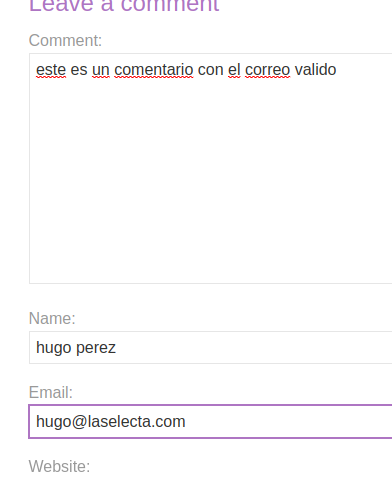 Leave a comment
Comment:
este es un comentario con el correo valido
Name:
hugo perez
Email:
hugo@laselecta.com
Website: